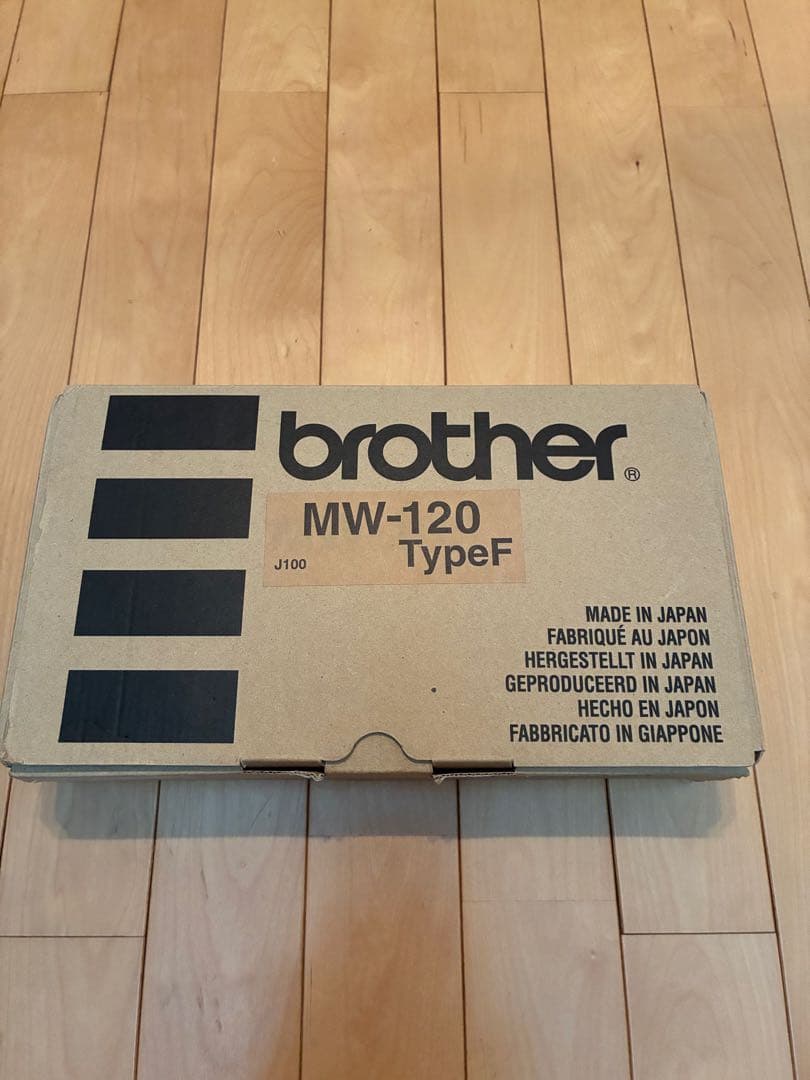 brother®
MW-120
TypeF
J100
MADE IN JAPAN
FABRIQUÉ AU JAPON
HERGESTELLT IN JAPAN
GEPRODUCEERD IN JAPAN
HECHO EN JAPON
FABBRICATO IN GIAPPONE